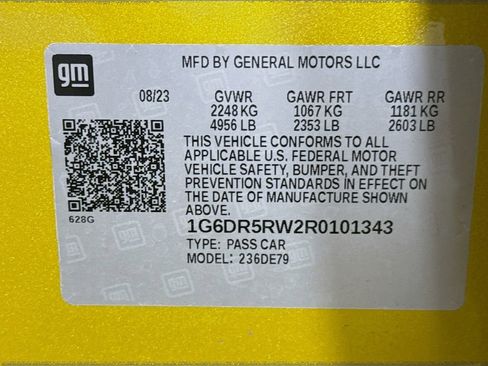 gm
MFD BY GENERAL MOTORS LLC
08/23 GVWR GAWR FRT GAWR RR
2248 KG 1067 KG 1181 KG
4956 LB 2353 LB 2603 LB
THIS VEHICLE CONFORMS TO ALL
APPLICABLE U.S. FEDERAL MOTOR
VEHICLE SAFETY, BUMPER, AND THEFT
PREVENTION STANDARDS IN EFFECT ON
THE DATE OF MANUFACTURE SHOWN
ABOVE.
628G
1G6DR5RW2R0101343
TYPE: PASS CAR
MODEL: 236DE79